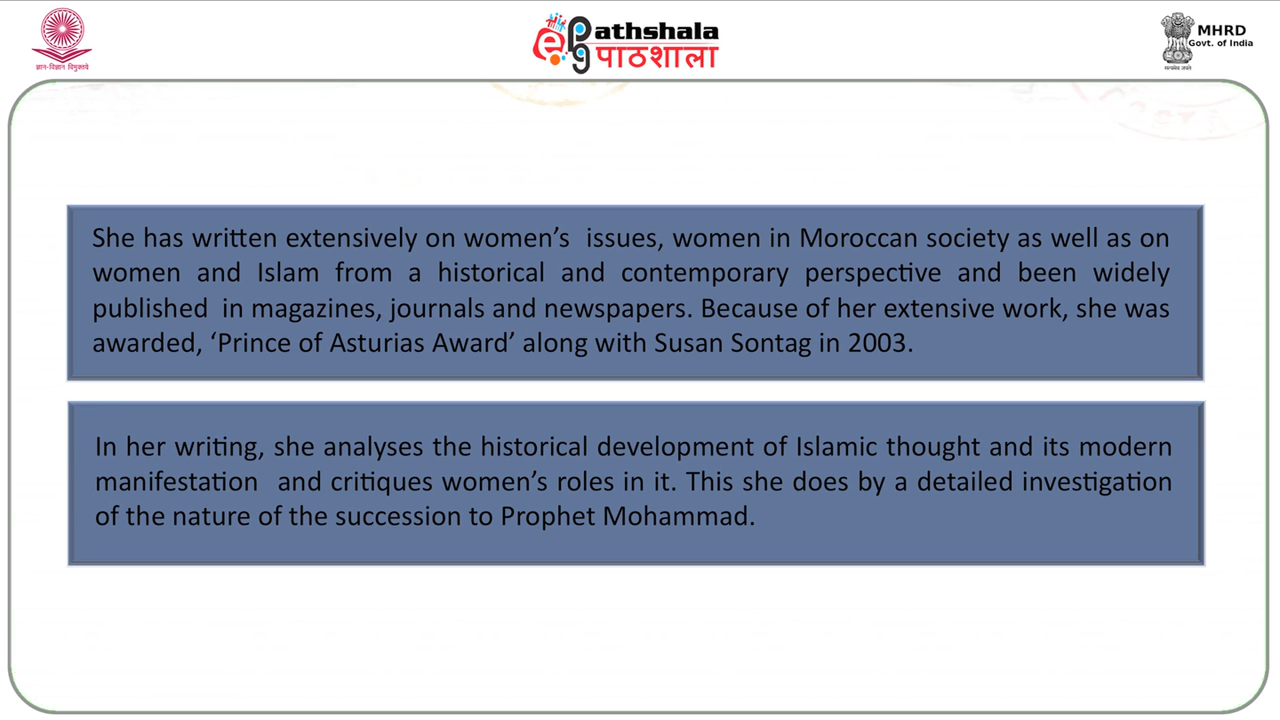 ज्ञान-विज्ञान विमुक्तये
ePg athshala
पाठशाला
MHRD
Govt. of India
सत्यमेव जयते
She has written extensively on women’s issues, women in Moroccan society as well as on
women and Islam from a historical and contemporary perspective and been widely
published in magazines, journals and newspapers. Because of her extensive work, she was
awarded, ‘Prince of Asturias Award’ along with Susan Sontag in 2003.
In her writing, she analyses the historical development of Islamic thought and its modern
manifestation and critiques women’s roles in it. This she does by a detailed investigation
of the nature of the succession to Prophet Mohammad.